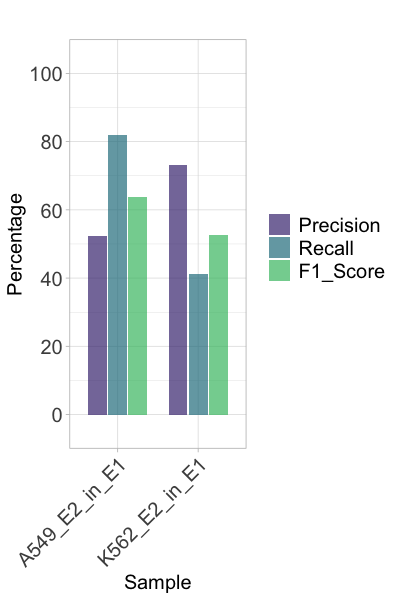 Percentage
100
80
60
40
20
0
A549_E2_in_E1
K562_E2_in_E1
Sample
Precision
Recall
F1_Score